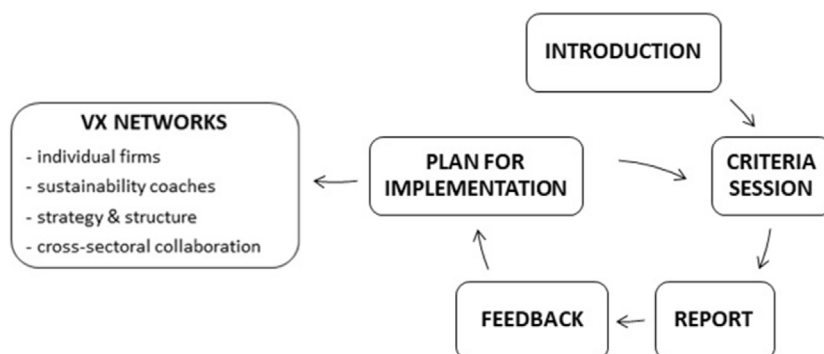 INTRODUCTION
VX NETWORKS
- individual firms
- sustainability coaches
- strategy & structure
- cross-sectoral collaboration
PLAN FOR
IMPLEMENTATION
CRITERIA
SESSION
FEEDBACK
REPORT